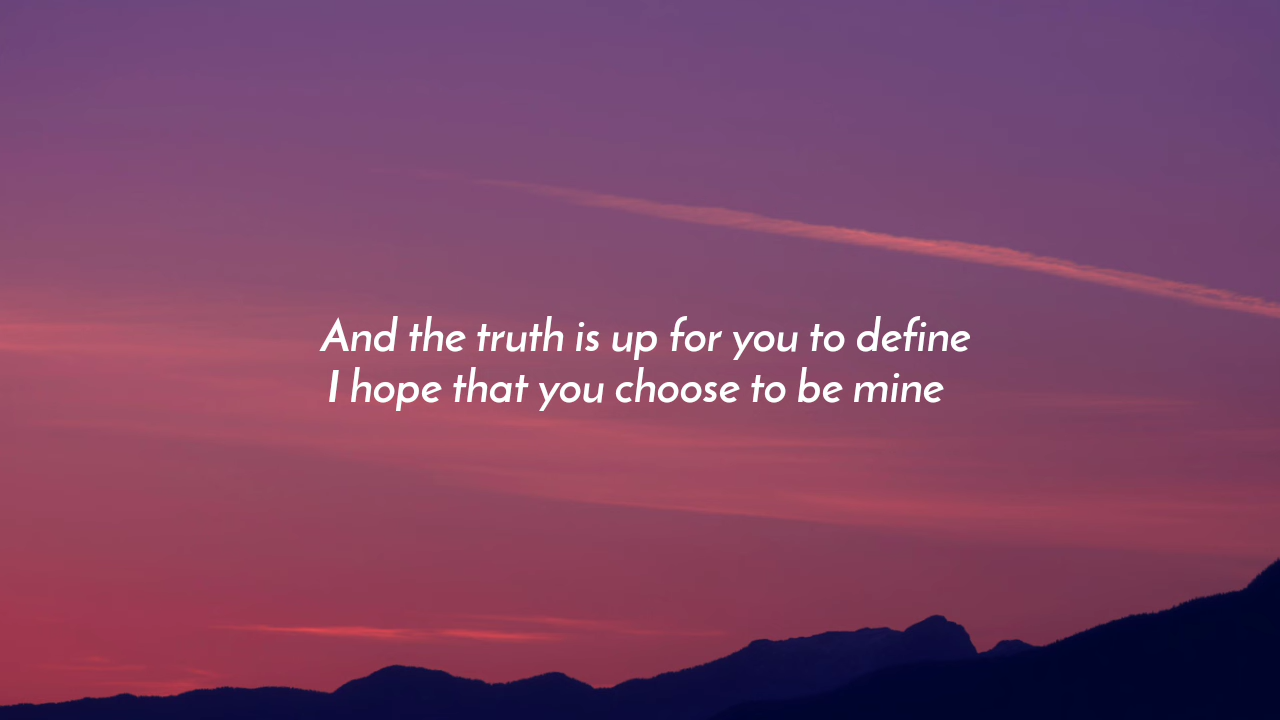 And the truth is up for you to define
I hope that you choose to be mine